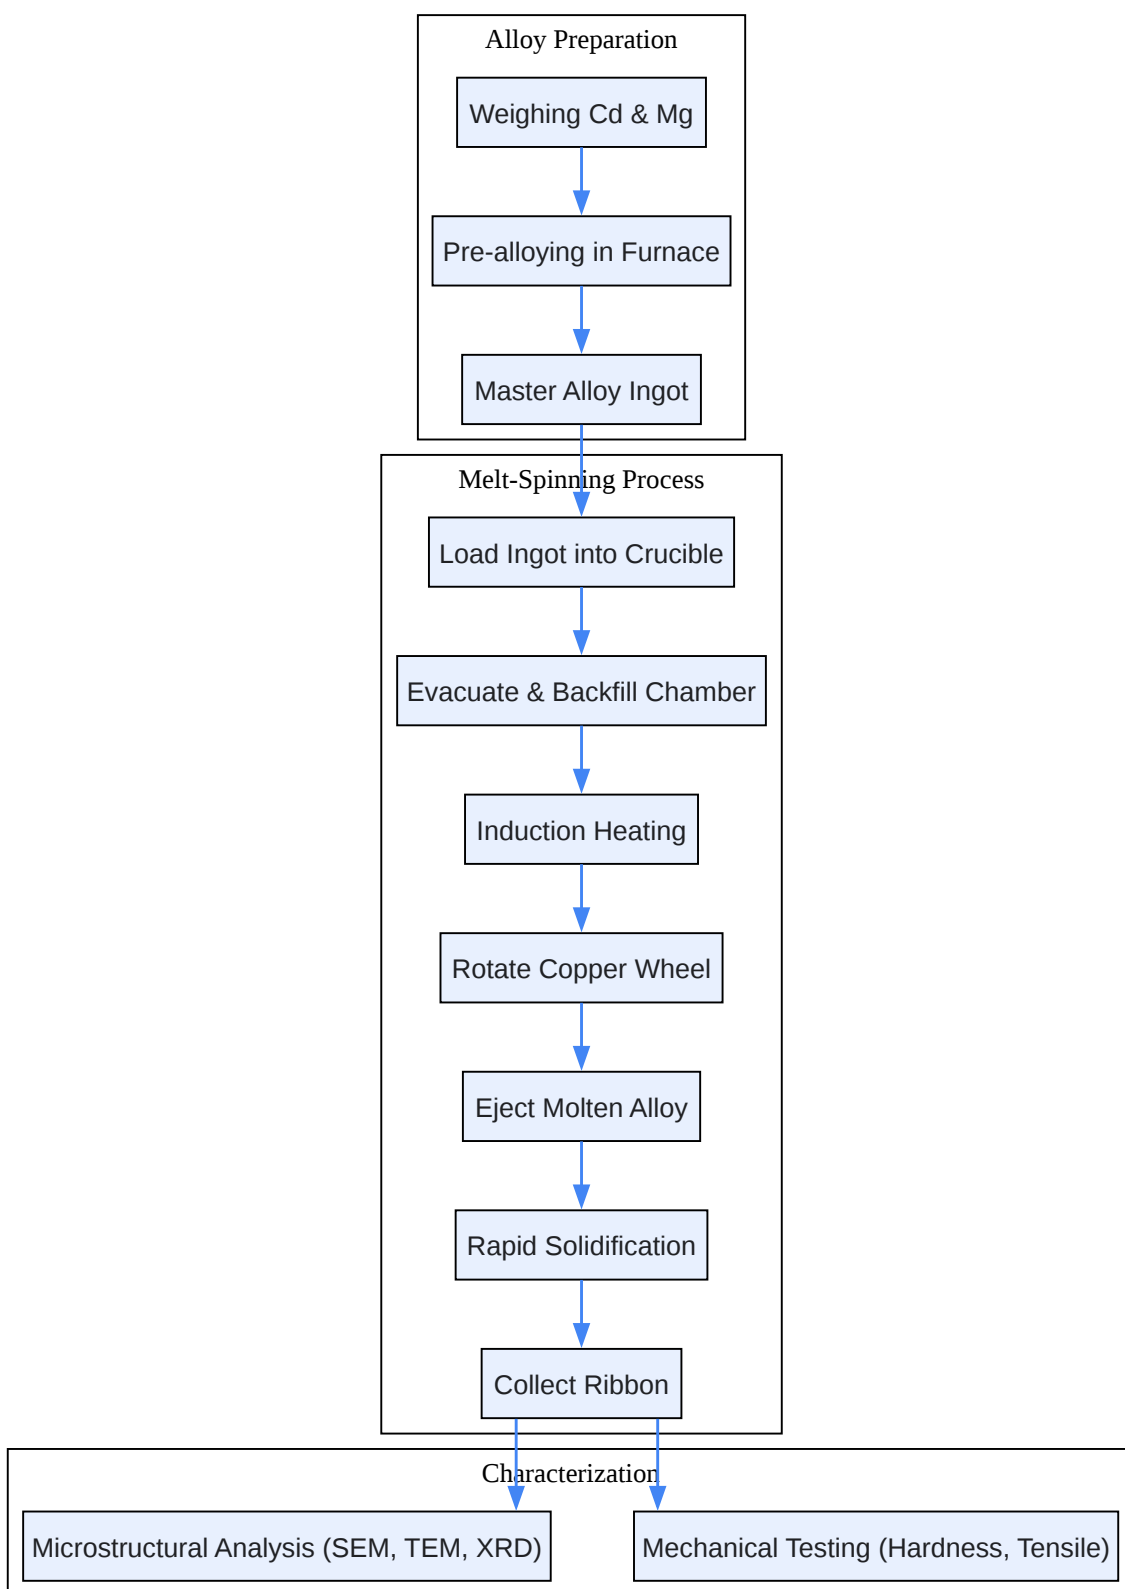 Alloy Preparation
Weighing Cd & Mg
Pre-alloying in Furnace
Master Alloy Ingot
Melt-Spinning Process
Load Ingot into Crucible
Evacuate & Backfill Chamber
Induction Heating
Rotate Copper Wheel
Eject Molten Alloy
Rapid Solidification
Collect Ribbon
Characterization
Microstructural Analysis (SEM, TEM, XRD)
Mechanical Testing (Hardness, Tensile)